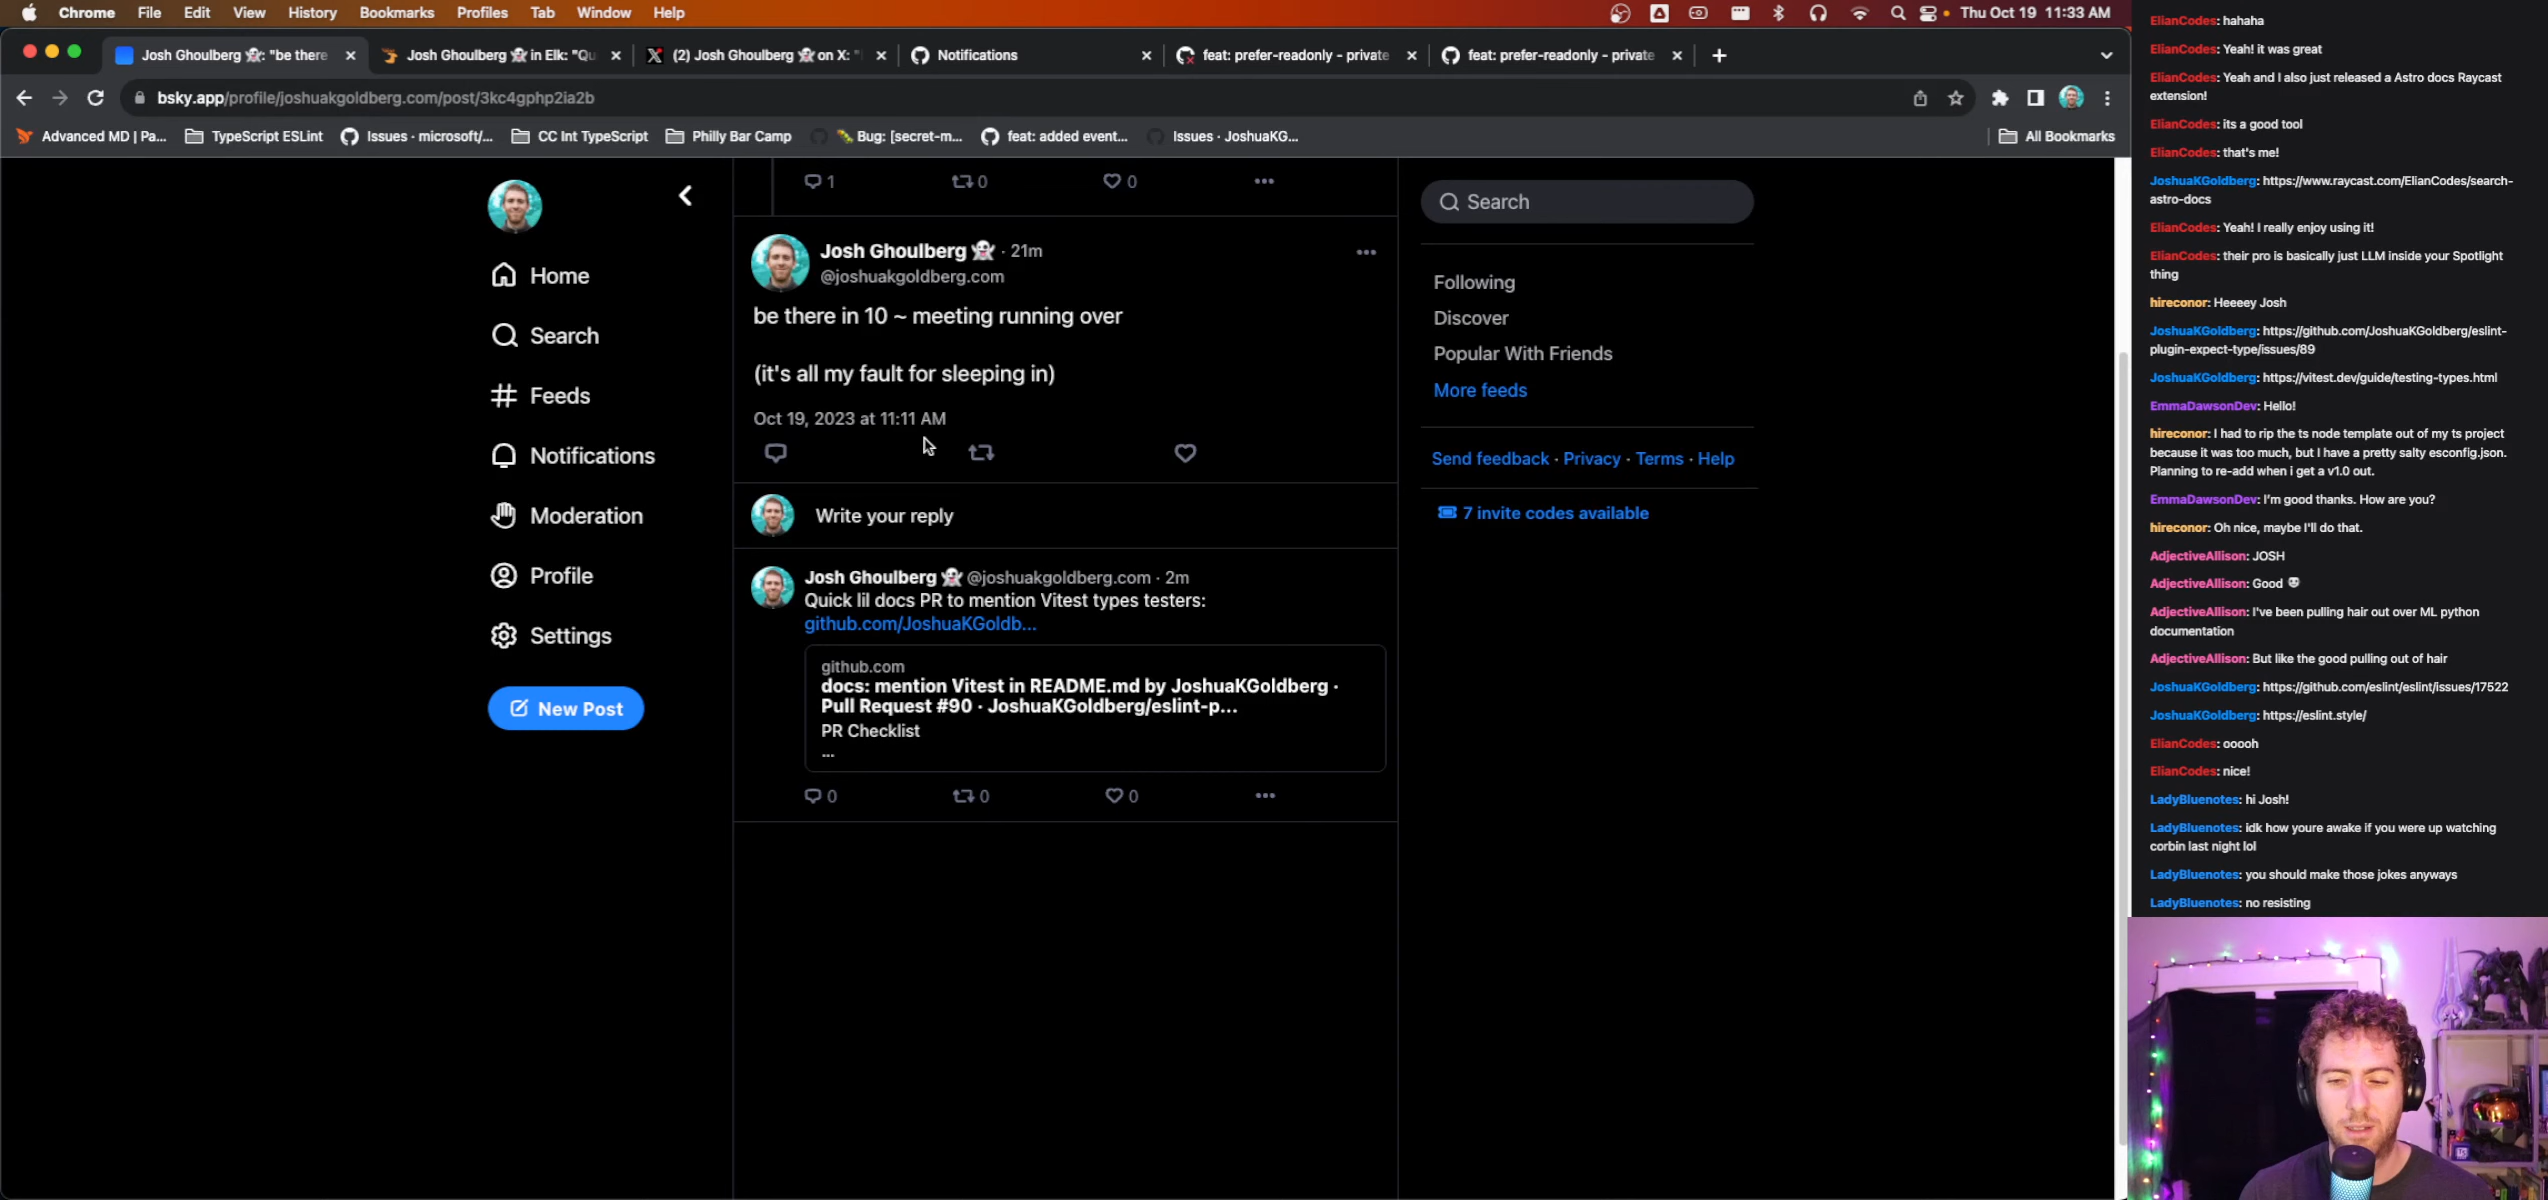 Chrome File Edit View History Bookmarks Profiles Tab Window Help
Thu Oct 19 11:33 AM
Josh Ghoulberg 👻: "be there
Josh Ghoulberg 👻 in Elk: "Qu
(2) Josh Ghoulberg 👻 on X: "
Notifications
feat: prefer-readonly - private
feat: prefer-readonly - private
bsky.app/profile/joshuakgoldberg.com/post/3kc4gphp2ia2b
Advanced MD | Pa...
TypeScript ESLint
Issues · microsoft/...
CC Int TypeScript
Philly Bar Camp
🐛 Bug: [secret-m...
feat: added event...
Issues · JoshuaKG...
All Bookmarks
Home
Search
Feeds
Notifications
Moderation
Profile
Settings
New Post
1 0 0
Josh Ghoulberg 👻 · 21m
@joshuakgoldberg.com
be there in 10 ~ meeting running over
(it's all my fault for sleeping in)
Oct 19, 2023 at 11:11 AM
Write your reply
Josh Ghoulberg 👻 @joshuakgoldberg.com · 2m
Quick lil docs PR to mention Vitest types testers:
github.com/JoshuaKGoldb...
github.com
docs: mention Vitest in README.md by JoshuaKGoldberg ·
Pull Request #90 · JoshuaKGoldberg/eslint-p...
PR Checklist
...
0 0 0
Search
Following
Discover
Popular With Friends
More feeds
Send feedback · Privacy · Terms · Help
7 invite codes available
ElianCodes: hahaha
ElianCodes: Yeah! it was great
ElianCodes: Yeah and I also just released a Astro docs Raycast
extension!
ElianCodes: its a good tool
ElianCodes: that's me!
JoshuaKGoldberg: https://www.raycast.com/ElianCodes/search-
astro-docs
ElianCodes: Yeah! I really enjoy using it!
ElianCodes: their pro is basically just LLM inside your Spotlight
thing
hireconor: Heeeey Josh
JoshuaKGoldberg: https://github.com/JoshuaKGoldberg/eslint-
plugin-expect-type/issues/89
JoshuaKGoldberg: https://vitest.dev/guide/testing-types.html
EmmaDawsonDev: Hello!
hireconor: I had to rip the ts node template out of my ts project
because it was too much, but I have a pretty salty esconfig.json.
Planning to re-add when i get a v1.0 out.
EmmaDawsonDev: I'm good thanks. How are you?
hireconor: Oh nice, maybe I'll do that.
AdjectiveAllison: JOSH
AdjectiveAllison: Good
AdjectiveAllison: I've been pulling hair out over ML python
documentation
AdjectiveAllison: But like the good pulling out of hair
JoshuaKGoldberg: https://github.com/eslint/eslint/issues/17522
JoshuaKGoldberg: https://eslint.style/
ElianCodes: ooooh
ElianCodes: nice!
LadyBluenotes: hi Josh!
LadyBluenotes: idk how youre awake if you were up watching
corbin last night lol
LadyBluenotes: you should make those jokes anyways
LadyBluenotes: no resisting